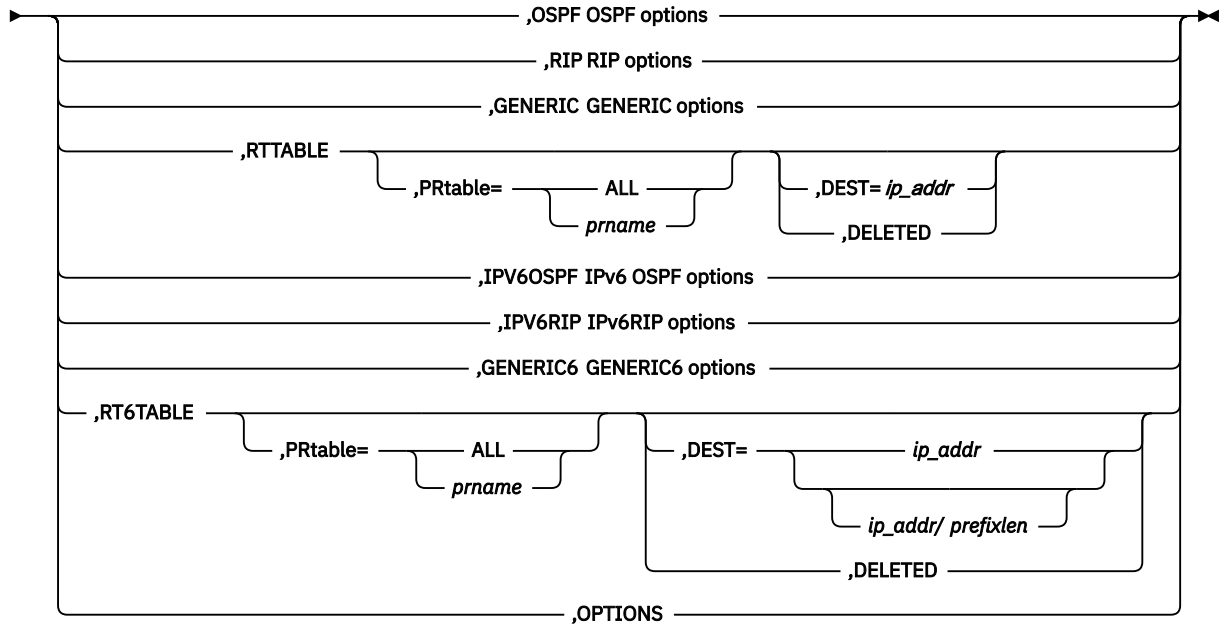 ,OSPF OSPF options
,RIP RIP options
,GENERIC GENERIC options
,RTTABLE
,PRtable= ALL ,DEST= ip_addr
prname ,DELETED
,IPV6OSPF IPv6 OSPF options
,IPV6RIP IPv6RIP options
,GENERIC6 GENERIC6 options
,RT6TABLE
,PRtable= ALL ,DEST= ip_addr
prname
ip_addr/ prefixlen
,DELETED
,OPTIONS